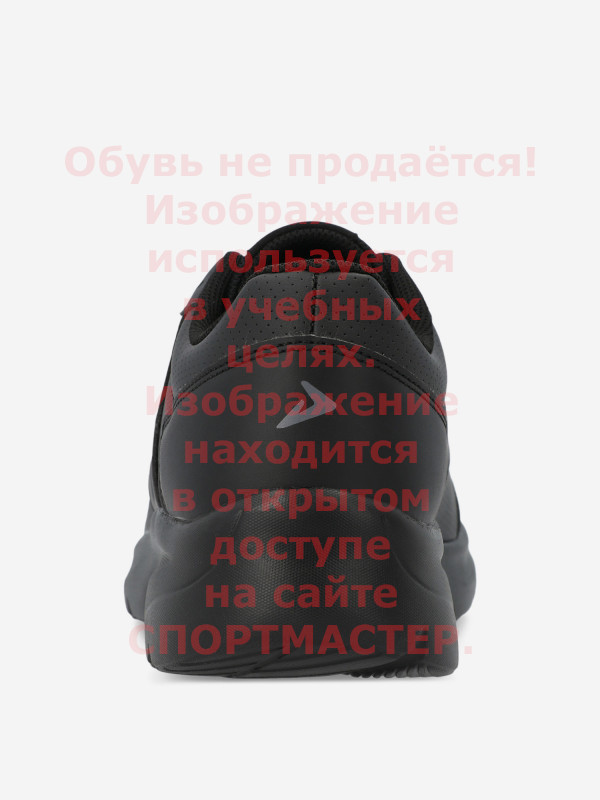 Обувь не продаётся!
Изображение
используется
в учебных
целях.
Изображение
находится
в открытом
доступе
на сайте
СПОРТМАСТЕР.